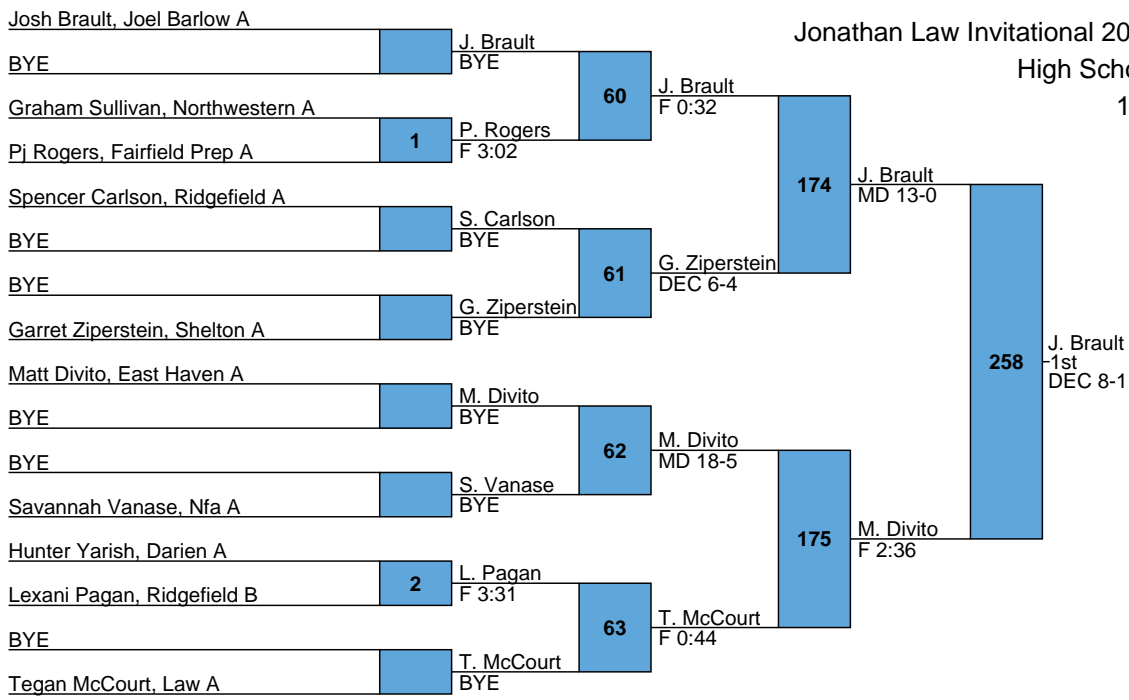 Josh Brault, Joel Barlow A
BYE
Graham Sullivan, Northwestern A
Pj Rogers, Fairfield Prep A
Spencer Carlson, Ridgefield A
BYE
BYE
Garret Ziperstein, Shelton A
Matt Divito, East Haven A
BYE
BYE
Savannah Vanase, Nfa A
Hunter Yarish, Darien A
Lexani Pagan, Ridgefield B
BYE
Tegan McCourt, Law A
1
2
J. Brault
BYE
P. Rogers
F 3:02
S. Carlson
BYE
G. Ziperstein
BYE
M. Divito
BYE
S. Vanase
BYE
L. Pagan
F 3:31
T. McCourt
BYE
60
61
62
63
J. Brault
F 0:32
G. Ziperstein
DEC 6-4
M. Divito
MD 18-5
T. McCourt
F 0:44
174
175
J. Brault
MD 13-0
M. Divito
F 2:36
258
J. Brault
1st
DEC 8-1
Jonathan Law Invitational 20
High Scho
1